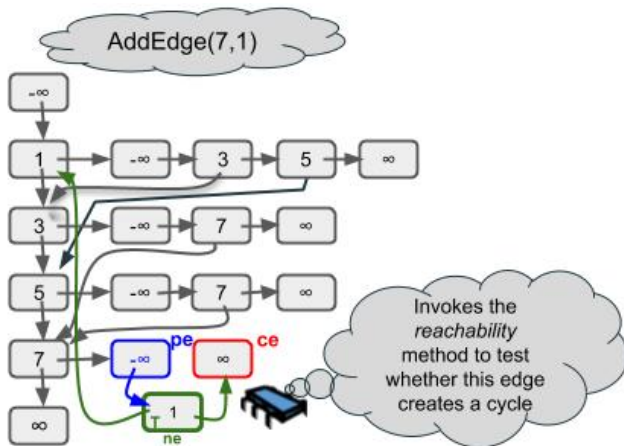 AddEdge(7,1)
-∞
1 -∞ 3 5 ∞
3 -∞ 7 ∞
5 -∞ 7 ∞
pe ce
7 -∞ ∞
1
T
ne
∞
Invokes the
reachability
method to test
whether this edge
creates a cycle